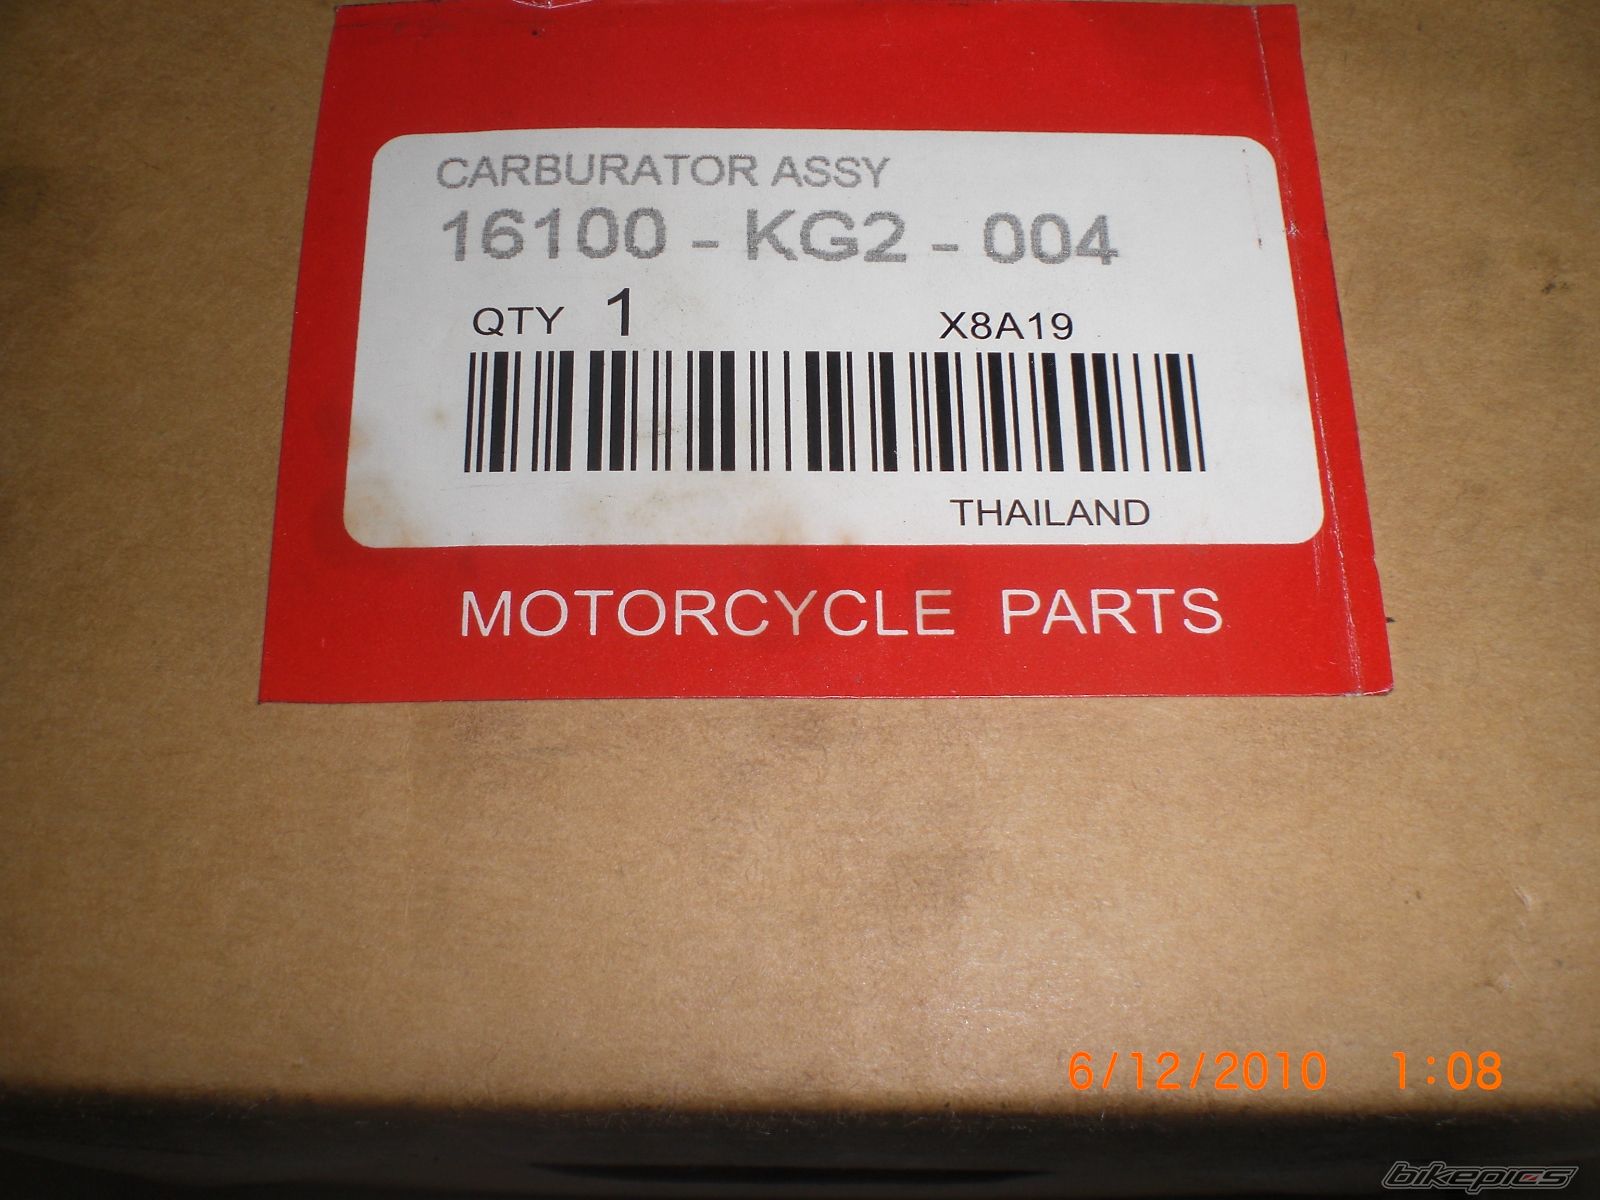 CARBURATOR ASSY
16100 - KG2 - 004
QTY 1 X8A19
THAILAND
MOTORCYCLE PARTS
6/12/2010 1:08
bikepics